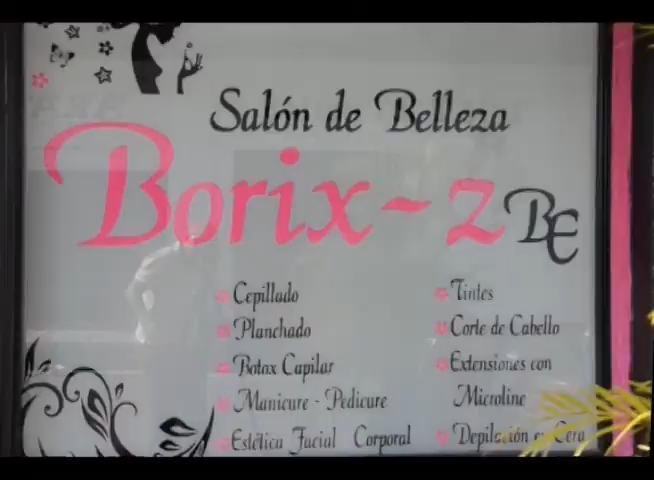 Salón de Belleza
Borix-z BE
Cepillado
Planchado
Botox Capilar
Manicure - Pedicure
Estética Facial Corporal
Tintes
Corte de Cabello
Extensiones con
Microline
Depilación en Cera